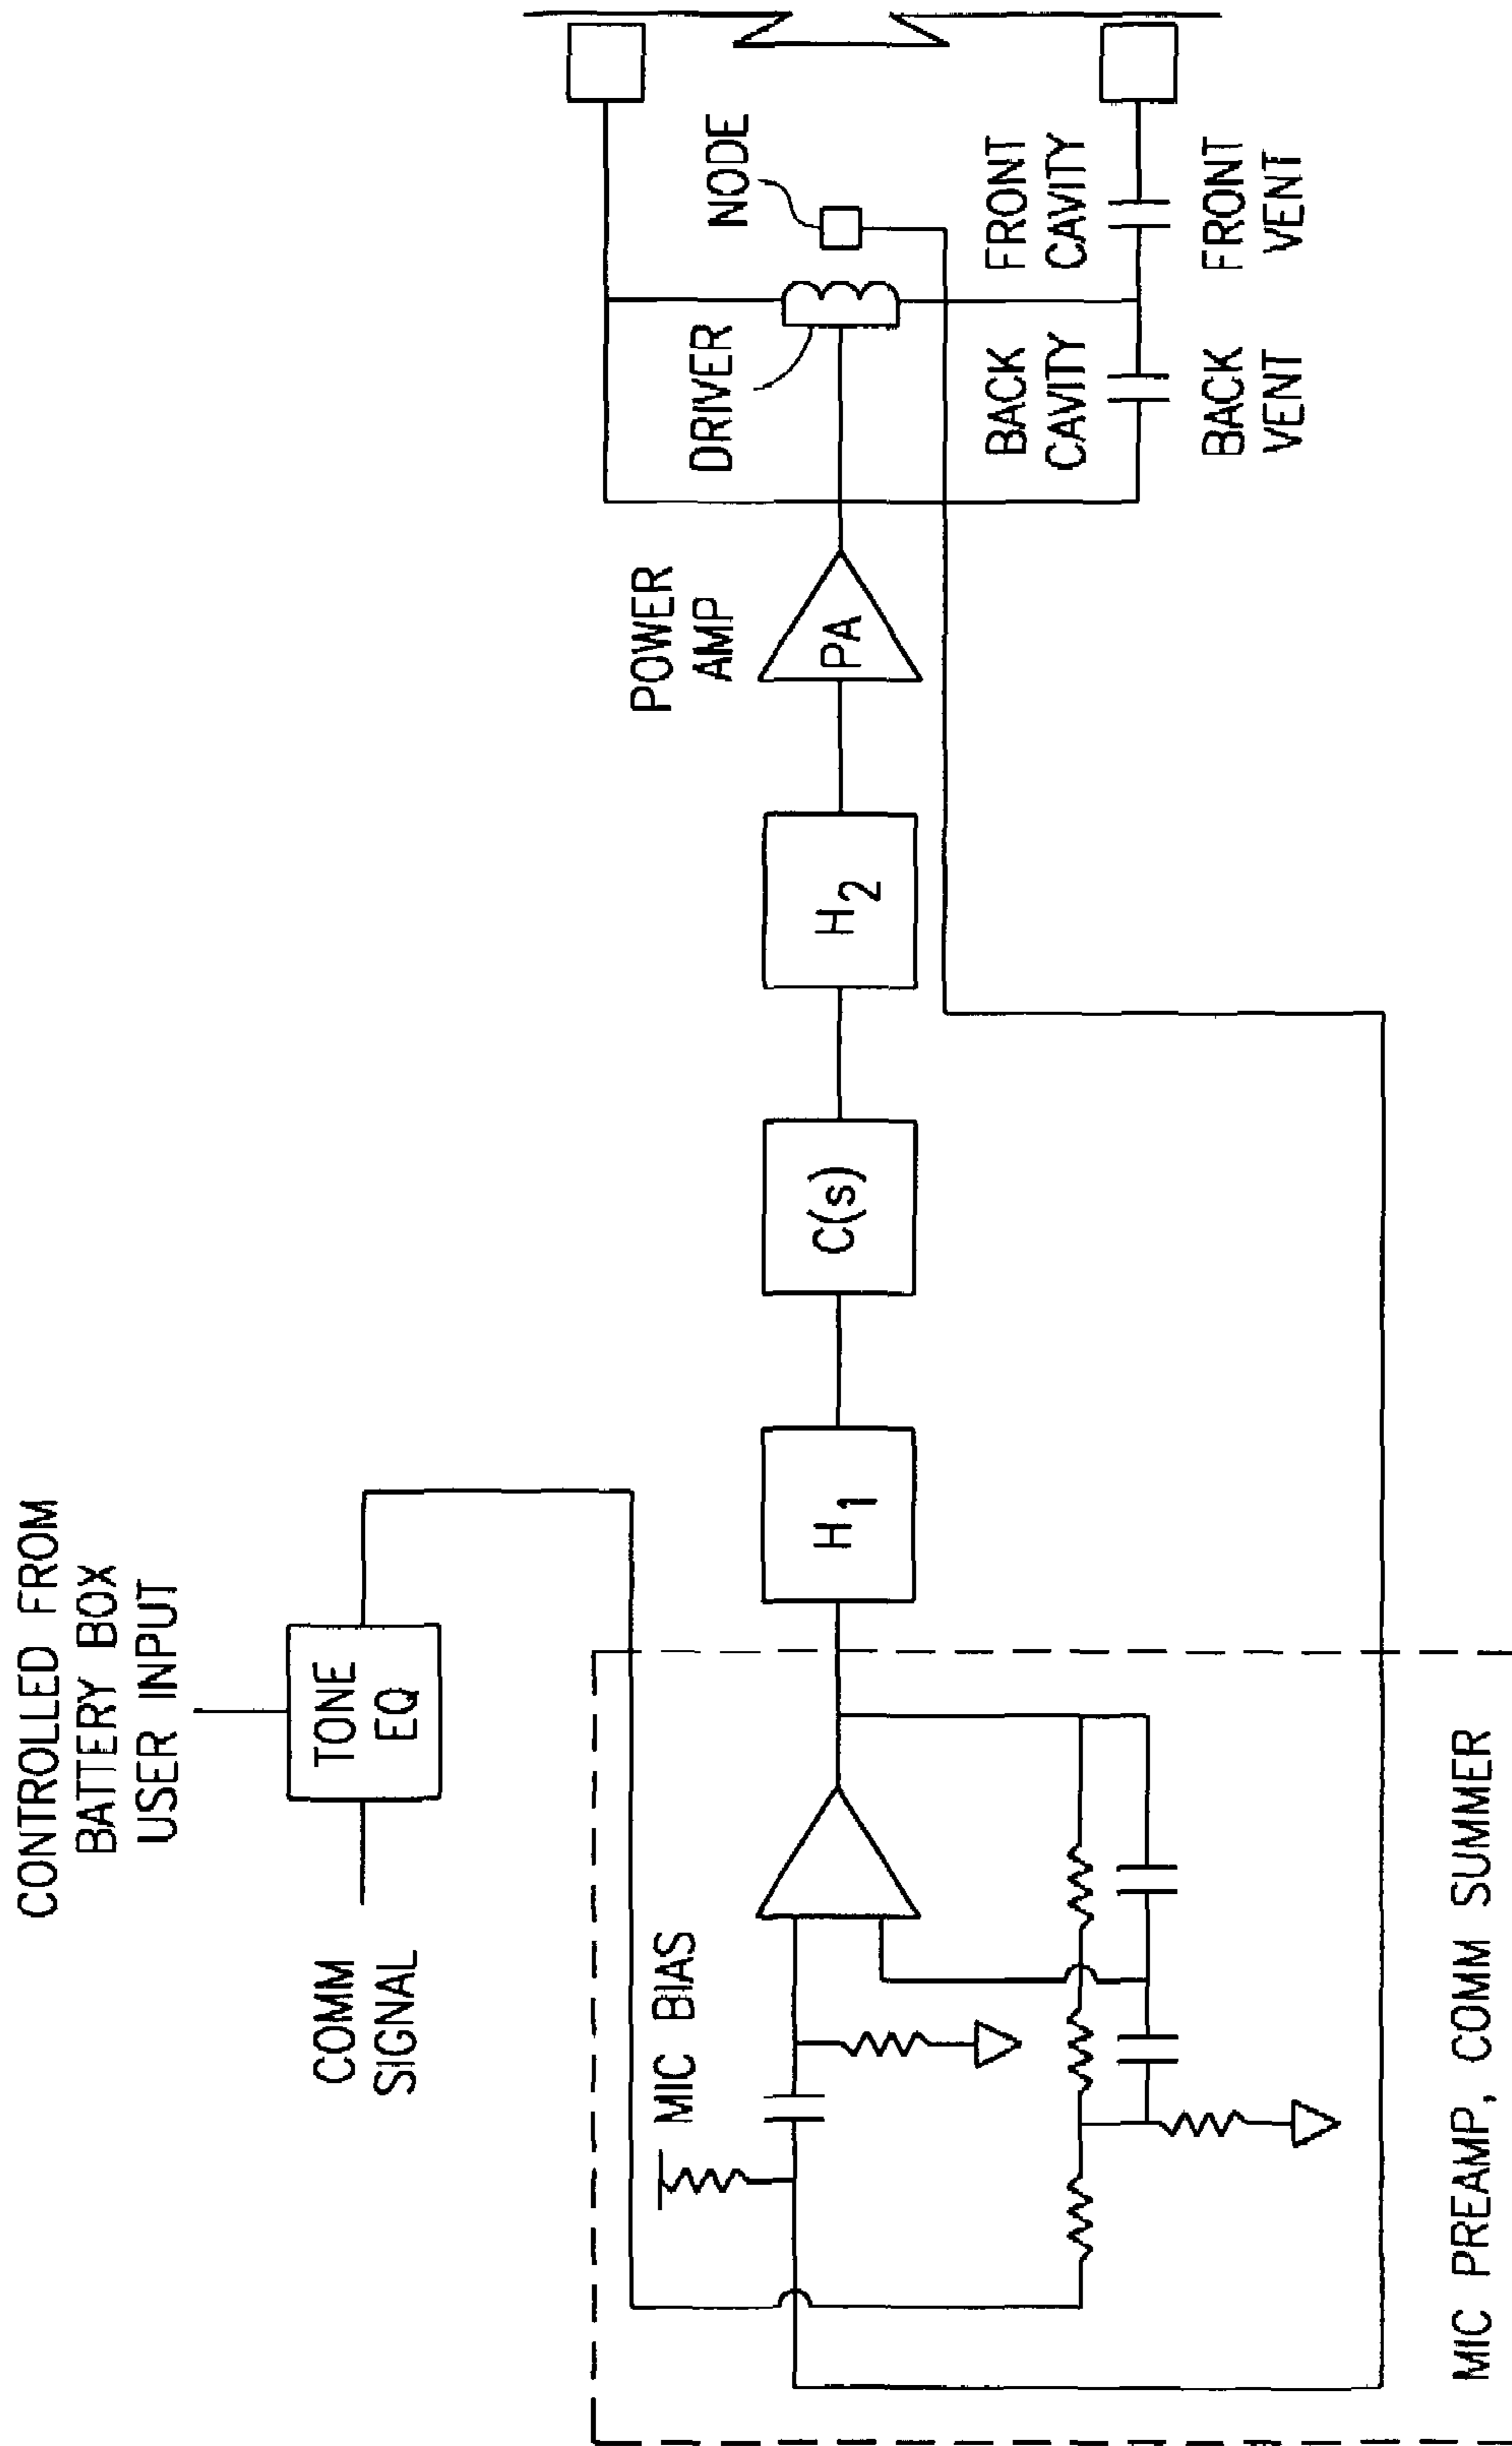 CONTROLLED FROM
BATTERY BOX
USER INPUT
COMM
SIGNAL
TONE
EQ
MIC BIAS
H1
C(s)
H2
POWER
AMP
PA
DRIVER
NODE
BACK
CAVITY
FRONT
CAVITY
BACK
VENT
FRONT
VENT
MIC PREAMP, COMM SUMMER